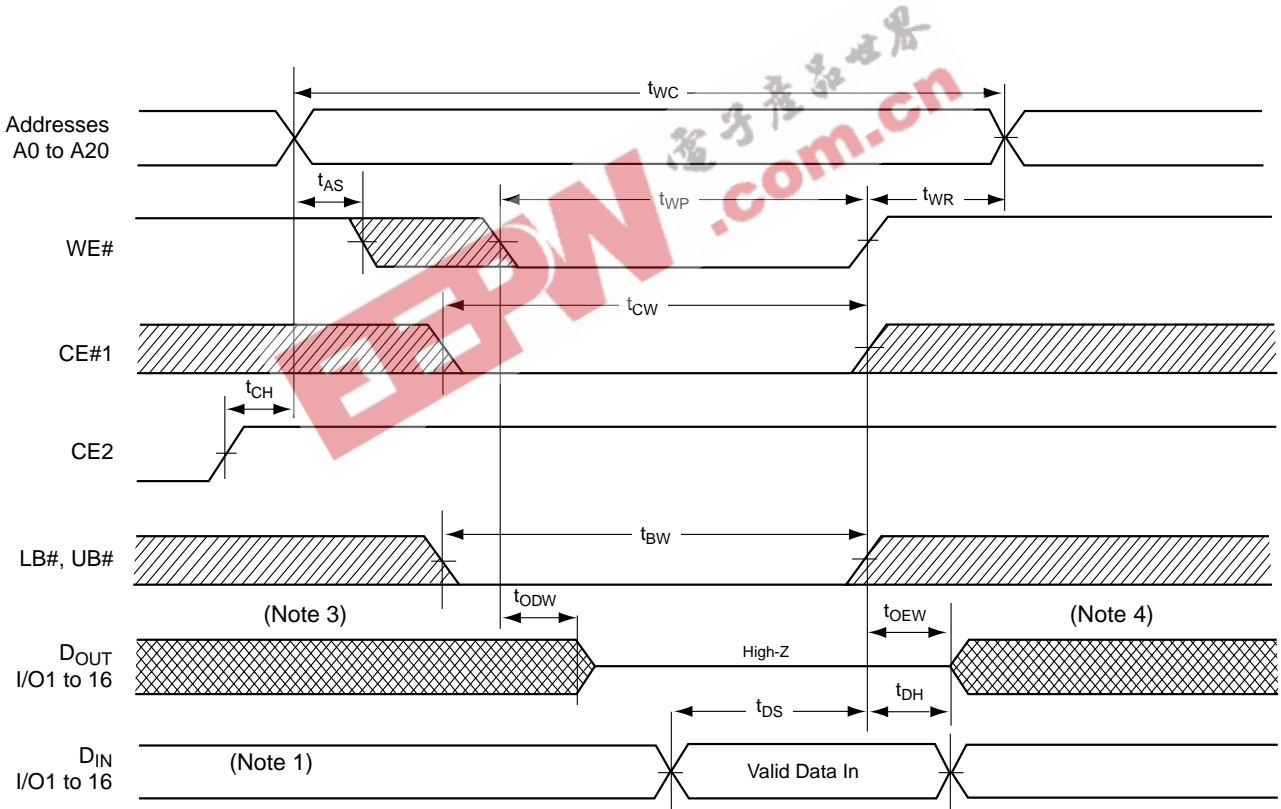 tWC
Addresses
A0 to A20
tAS
tWP
tWR
WE#
tCW
CE#1
tCH
CE2
tBW
LB#, UB#
(Note 3)
tODW
tOEW
(Note 4)
DOUT
I/O1 to 16
High-Z
tDS
tDH
DIN
I/O1 to 16
(Note 1)
Valid Data In
EEPW
.com.cn
電子產品世界